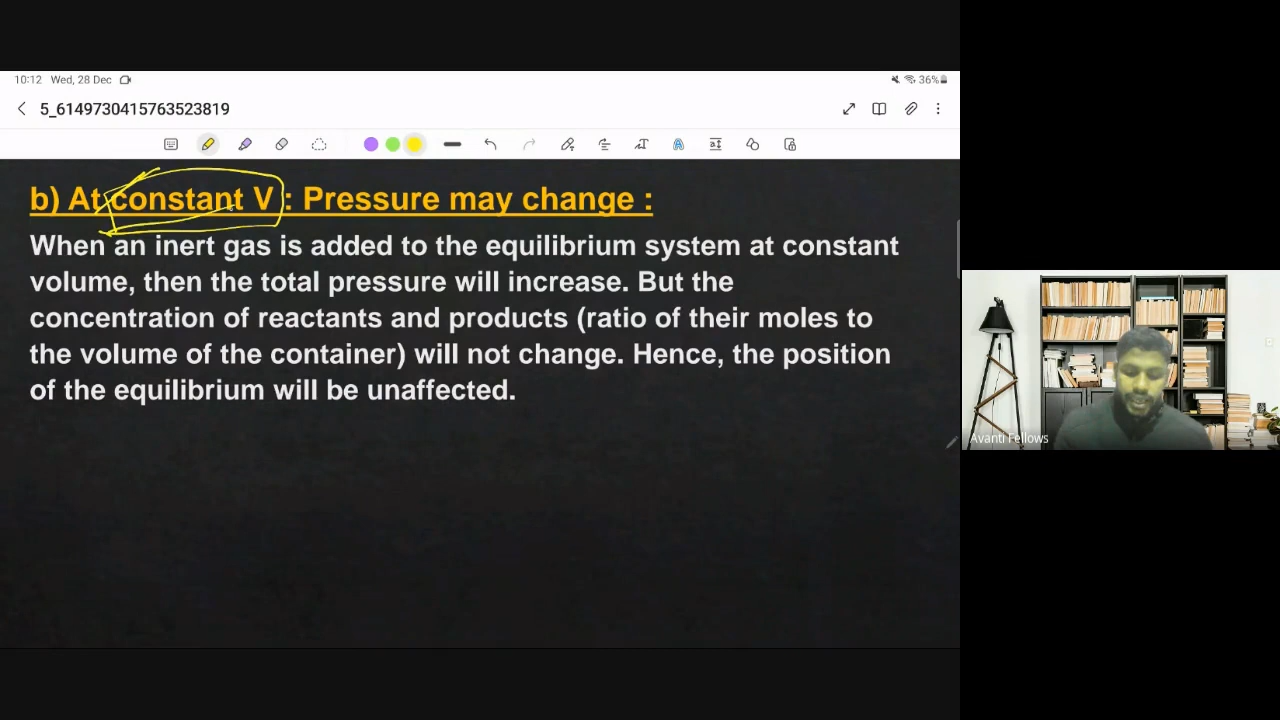 10:12 Wed, 28 Dec
36%
5_6149730415763523819
b) At constant V : Pressure may change :
When an inert gas is added to the equilibrium system at constant
volume, then the total pressure will increase. But the
concentration of reactants and products (ratio of their moles to
the volume of the container) will not change. Hence, the position
of the equilibrium will be unaffected.
Avanti Fellows